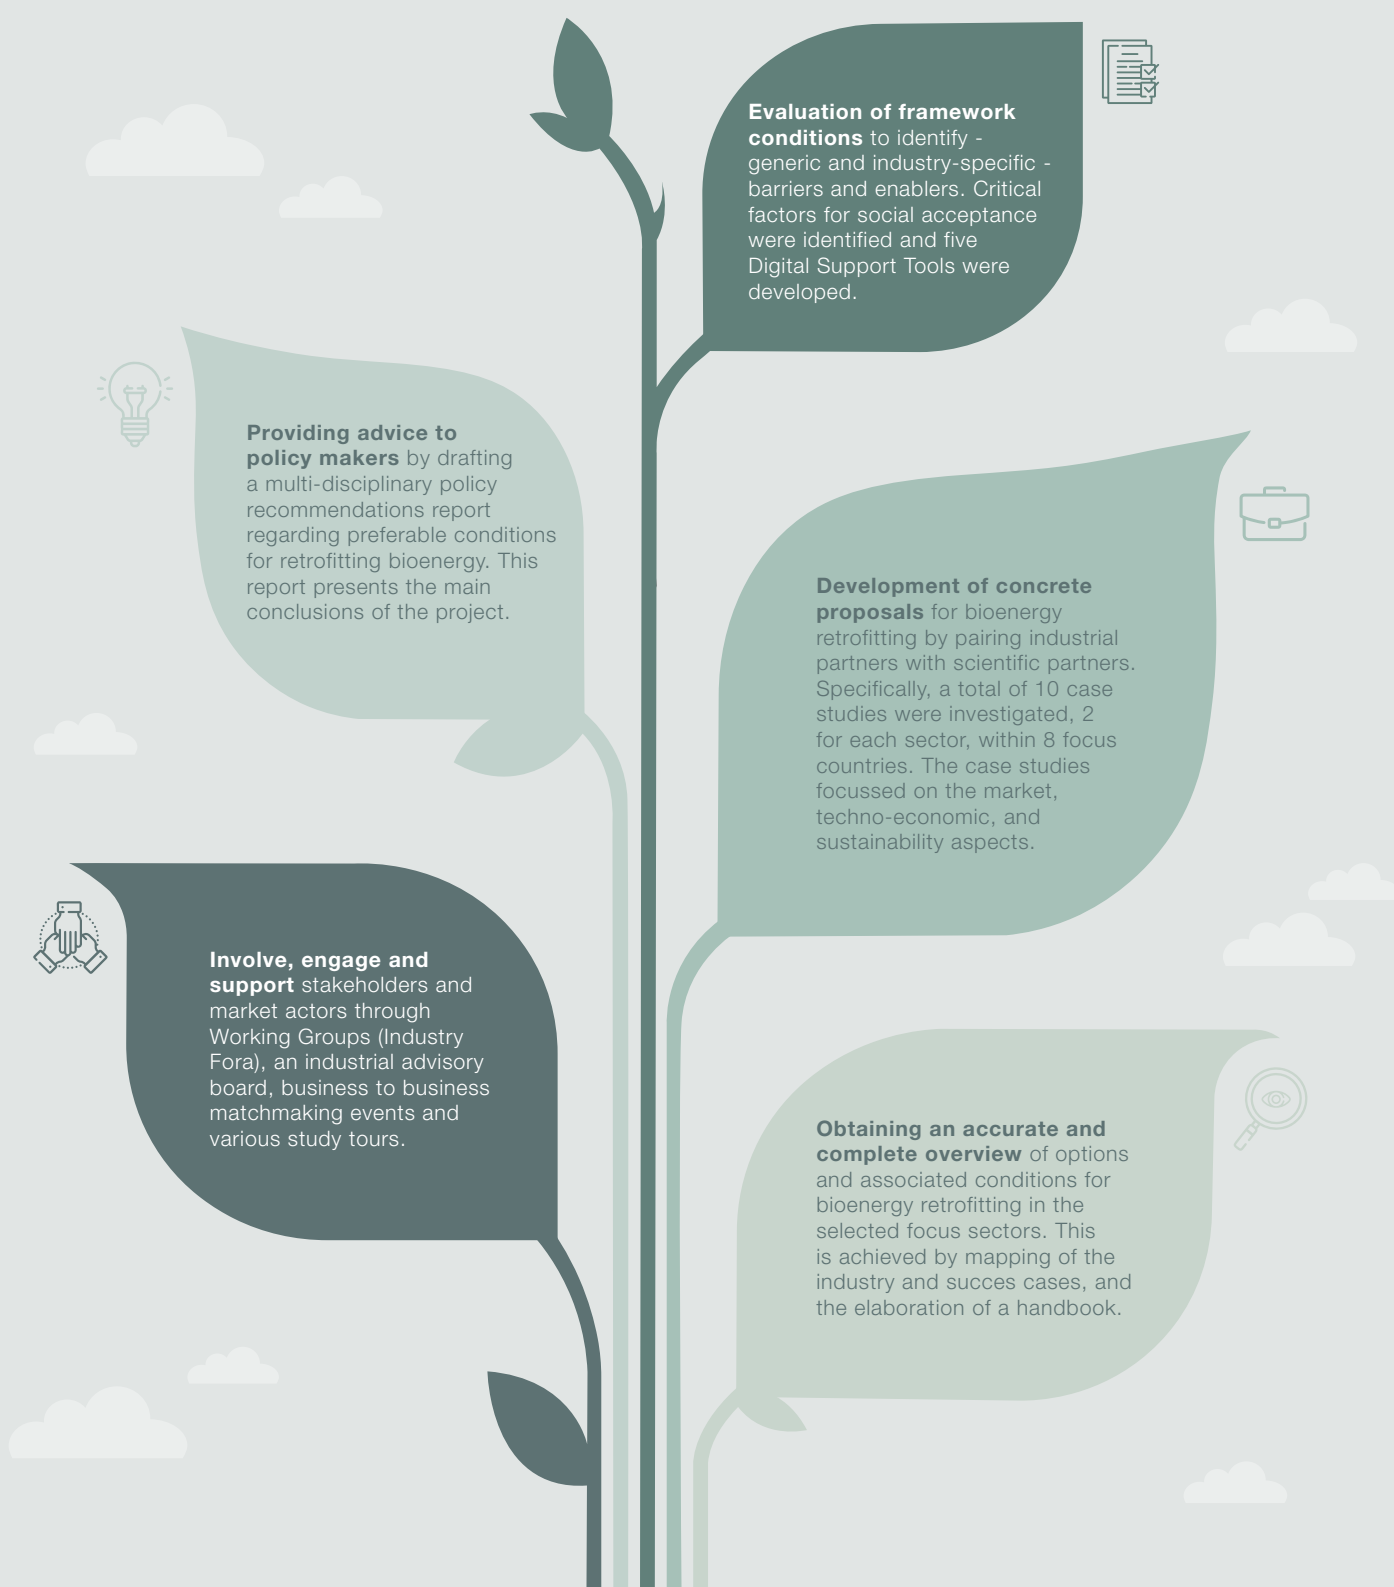 Evaluation of framework
conditions to identify -
generic and industry-specific -
barriers and enablers. Critical
factors for social acceptance
were identified and five
Digital Support Tools were
developed.
Providing advice to
policy makers by drafting
a multi-disciplinary policy
recommendations report
regarding preferable conditions
for retrofitting bioenergy. This
report presents the main
conclusions of the project.
Development of concrete
proposals for bioenergy
retrofitting by pairing industrial
partners with scientific partners.
Specifically, a total of 10 case
studies were investigated, 2
for each sector, within 8 focus
countries. The case studies
focussed on the market,
techno-economic, and
sustainability aspects.
Involve, engage and
support stakeholders and
market actors through
Working Groups (Industry
Fora), an industrial advisory
board, business to business
matchmaking events and
various study tours.
Obtaining an accurate and
complete overview of options
and associated conditions for
bioenergy retrofitting in the
selected focus sectors. This
is achieved by mapping of the
industry and succes cases, and
the elaboration of a handbook.